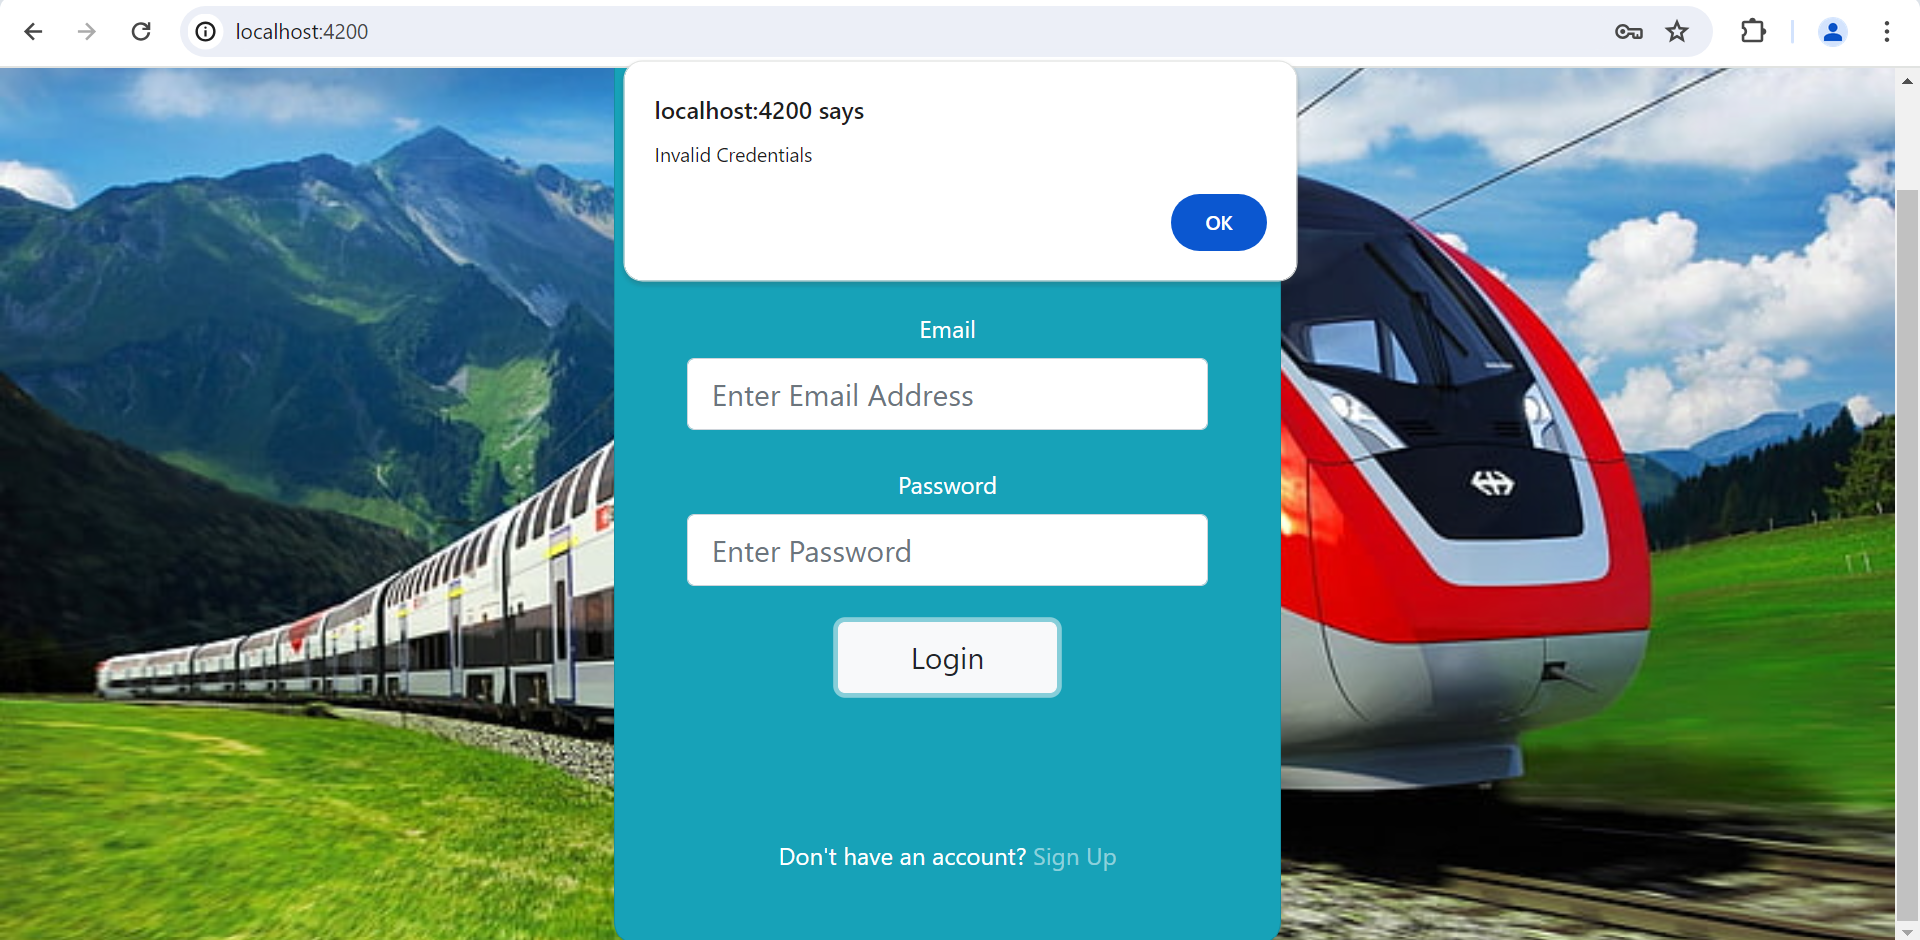 localhost:4200
localhost:4200 says
Invalid Credentials
OK
Email
Enter Email Address
Password
Enter Password
Login
Don't have an account? Sign Up